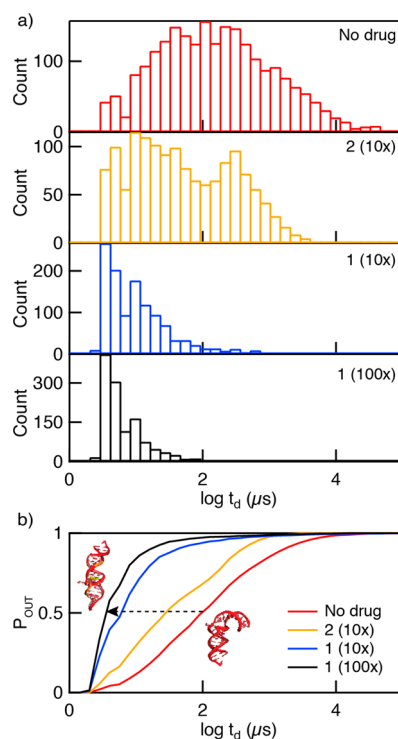 a)
No drug
100
0
Count
2 (10x)
100
50
0
Count
1 (10x)
200
100
0
Count
1 (100x)
300
150
0
Count
0 2 4
log t_d (μs)
b)
1
0.5
0
P_OUT
No drug
2 (10x)
1 (10x)
1 (100x)
0 2 4
log t_d (μs)